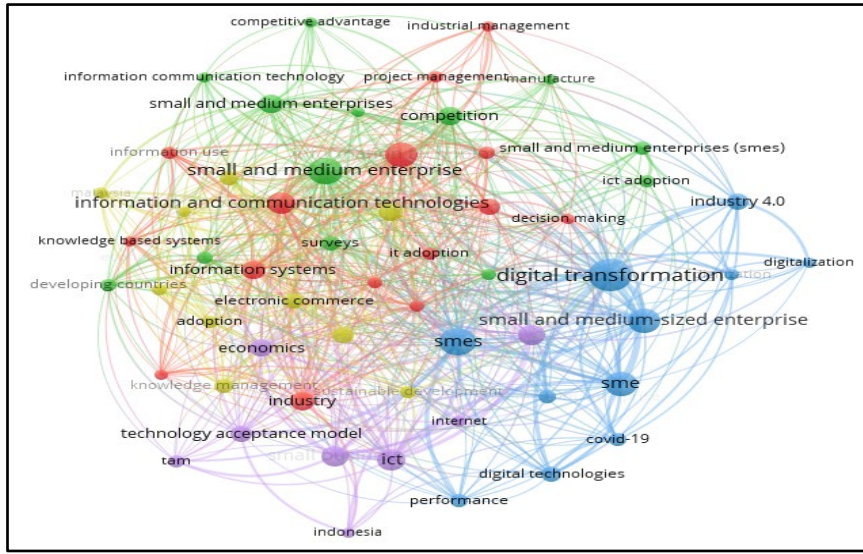 competitive advantage
industrial management
information communication technology
project management
manufacture
small and medium enterprises
competition
information use
small and medium enterprises (smes)
small and medium enterprise
ict adoption
malaysia
information and communication technologies
industry 4.0
decision making
knowledge based systems
surveys
it adoption
digitalization
information systems
digital transformation
developing countries
electronic commerce
adoption
small and medium-sized enterprise
economics
smes
knowledge management
sustainable development
sme
industry
internet
technology acceptance model
covid-19
tam
ict
digital technologies
performance
indonesia